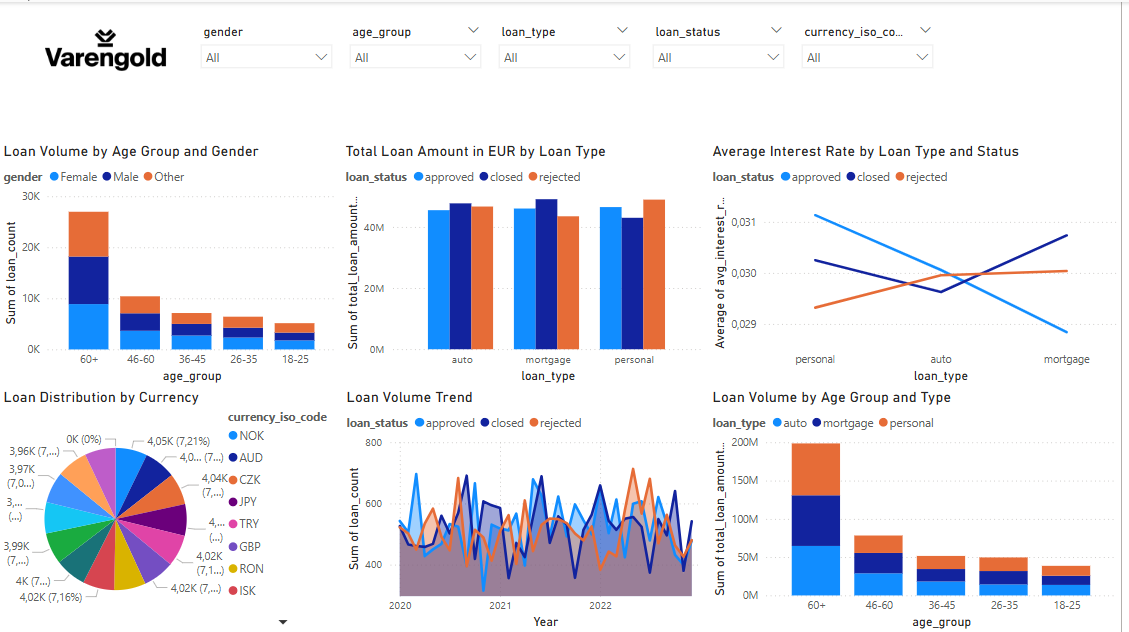 Varengold
gender
All
age_group
All
loan_type
All
loan_status
All
currency_iso_co...
All
Loan Volume by Age Group and Gender
gender Female Male Other
Sum of loan_count
30K
20K
10K
0K
60+ 46-60 36-45 26-35 18-25
age_group
Total Loan Amount in EUR by Loan Type
loan_status approved closed rejected
Sum of total_loan_amount...
40M
20M
0M
auto mortgage personal
loan_type
Average Interest Rate by Loan Type and Status
loan_status approved closed rejected
Average of avg_interest_r...
0,031
0,030
0,029
personal auto mortgage
loan_type
Loan Distribution by Currency
currency_iso_code
NOK
AUD
CZK
JPY
TRY
GBP
RON
ISK
0K (0%)
4,05K (7,21%)
4,0... (7...)
4,04K
(7,...)
4,...
(...)
4,02K
(7,1...)
4,02K (7,...)
4,02K (7,16%)
4K (7...)
3,99K
(7,...)
3,...
(...)
3,97K
(7,0...)
3,96K (7,...)
Loan Volume Trend
loan_status approved closed rejected
Sum of loan_count
800
600
400
2020 2021 2022
Year
Loan Volume by Age Group and Type
loan_type auto mortgage personal
Sum of total_loan_amount...
200M
150M
100M
50M
0M
60+ 46-60 36-45 26-35 18-25
age_group